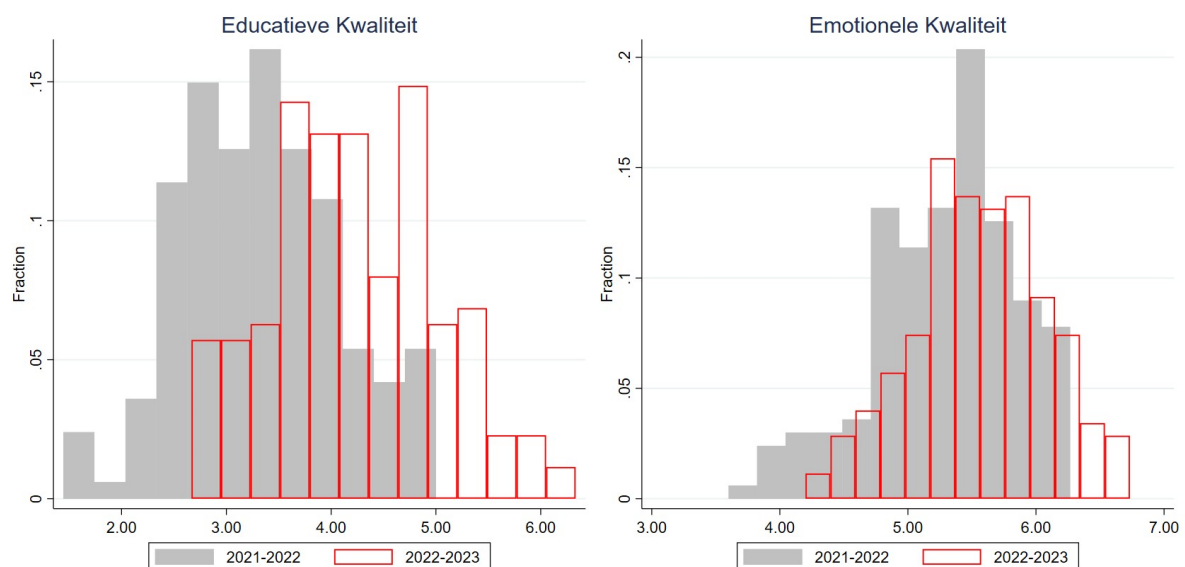 Educatieve Kwaliteit
Fraction
0
.05
.1
.15
2.00 3.00 4.00 5.00 6.00
2021-2022 2022-2023
Emotionele Kwaliteit
Fraction
0
.05
.1
.15
.2
3.00 4.00 5.00 6.00 7.00
2021-2022 2022-2023